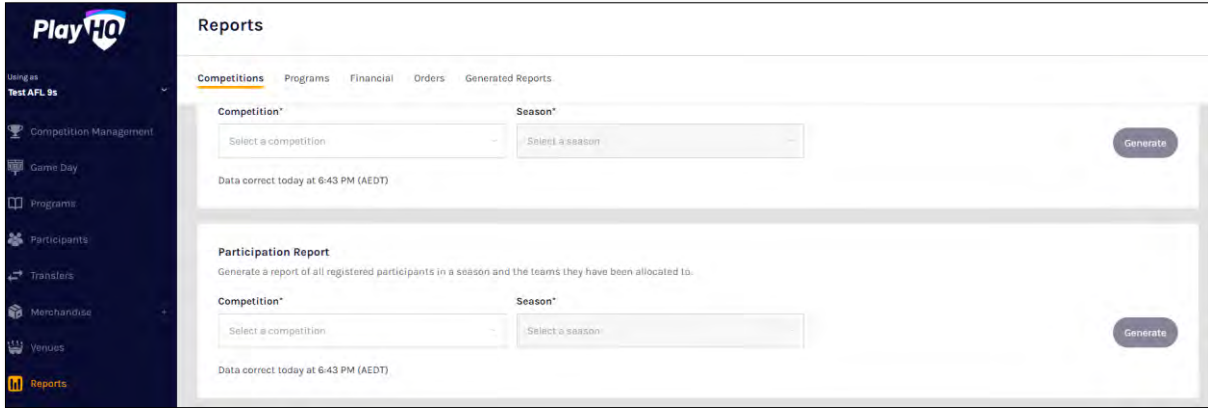 PlayHQ
Reports
Using as
Test AFL 9s
Competitions Programs Financial Orders Generated Reports
Competition Management
Game Day
Programs
Participants
Transfers
Merchandise
Venues
Reports
Competition* Season*
Select a competition Select a season
Generate
Data correct today at 6:43 PM (AEDT)
Participation Report
Generate a report of all registered participants in a season and the teams they have been allocated to.
Competition* Season*
Select a competition Select a season
Generate
Data correct today at 6:43 PM (AEDT)